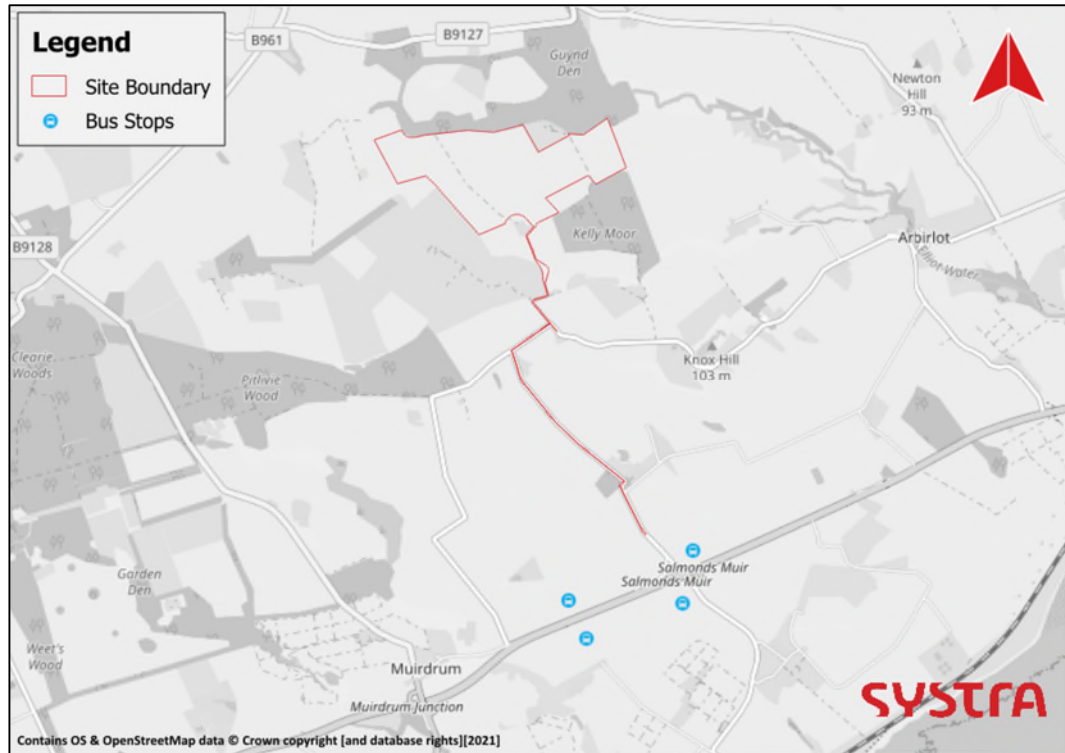 Legend
Site Boundary
Bus Stops
B961
B9127
Guynd
Den
Newton
Hill
93 m
Kelly Moor
Arbirlot
Elliot Water
B9128
Clearie
Woods
Pitlivie
Wood
Knox Hill
103 m
Garden
Den
Salmonds Muir
Salmonds Muir
Weet's
Wood
Muirdrum
Muirdrum Junction
SYSTRA
Contains OS & OpenStreetMap data © Crown copyright [and database rights][2021]